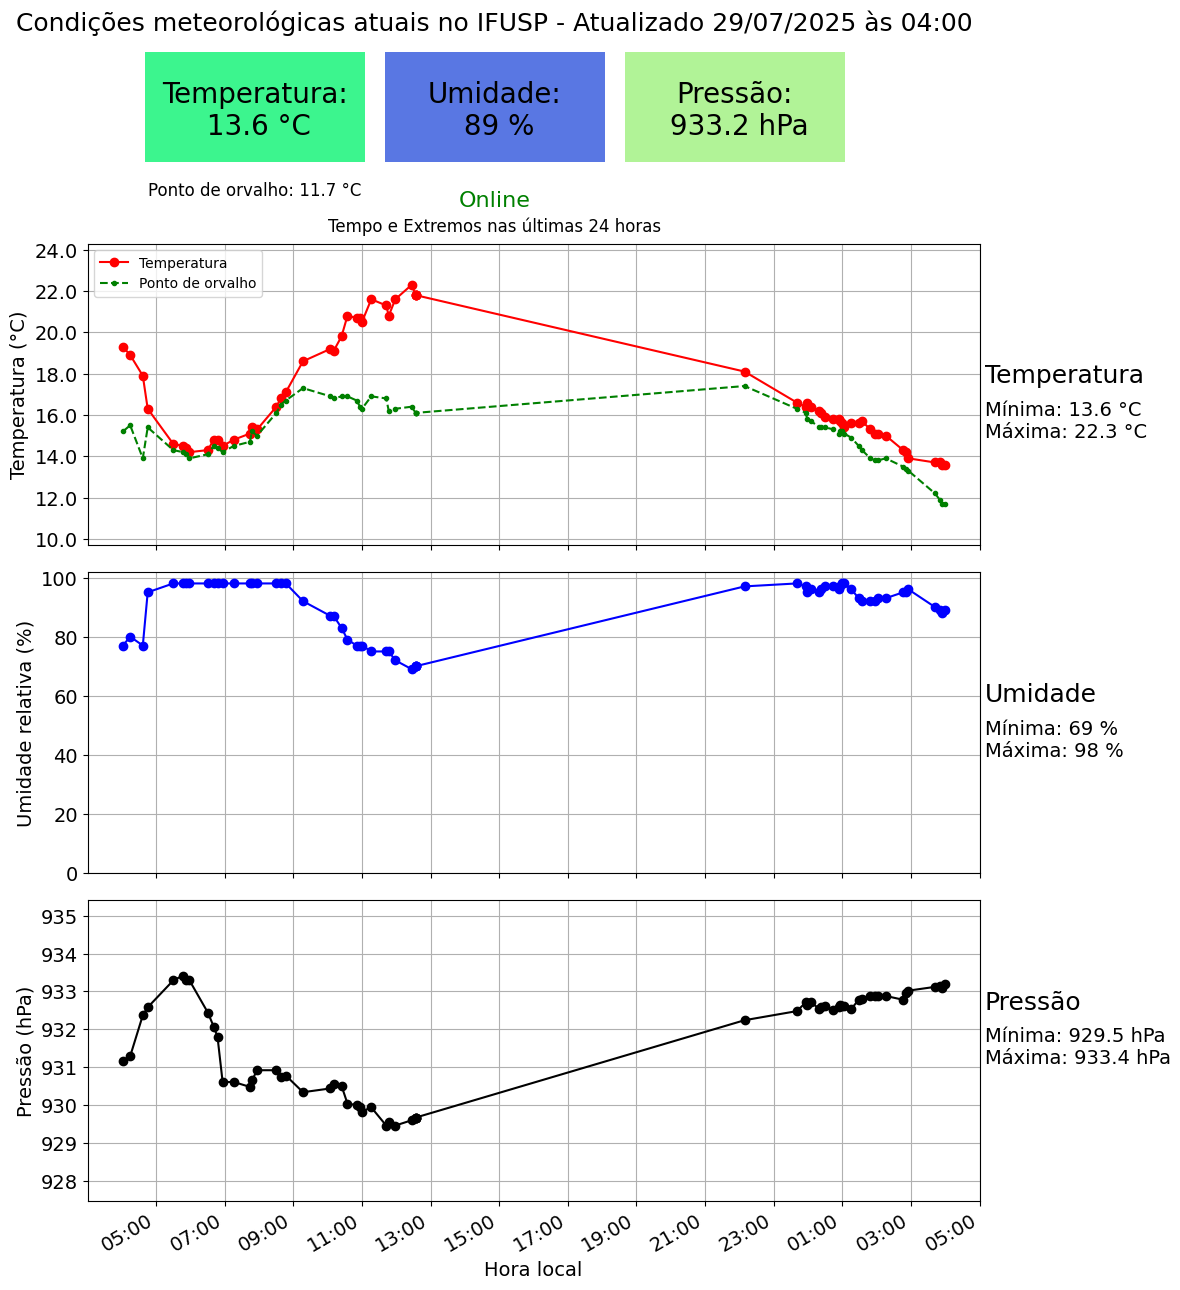 Condições meteorológicas atuais no IFUSP - Atualizado 29/07/2025 às 04:00
Temperatura:
13.6 °C
Umidade:
89 %
Pressão:
933.2 hPa
Ponto de orvalho: 11.7 °C
Online
Tempo e Extremos nas últimas 24 horas
Temperatura (°C)
24.0
22.0
20.0
18.0
16.0
14.0
12.0
10.0
Temperatura
Ponto de orvalho
Temperatura
Mínima: 13.6 °C
Máxima: 22.3 °C
Umidade relativa (%)
100
80
60
40
20
0
Umidade
Mínima: 69 %
Máxima: 98 %
Pressão (hPa)
935
934
933
932
931
930
929
928
Pressão
Mínima: 929.5 hPa
Máxima: 933.4 hPa
05:00
07:00
09:00
11:00
13:00
15:00
17:00
19:00
21:00
23:00
01:00
03:00
05:00
Hora local